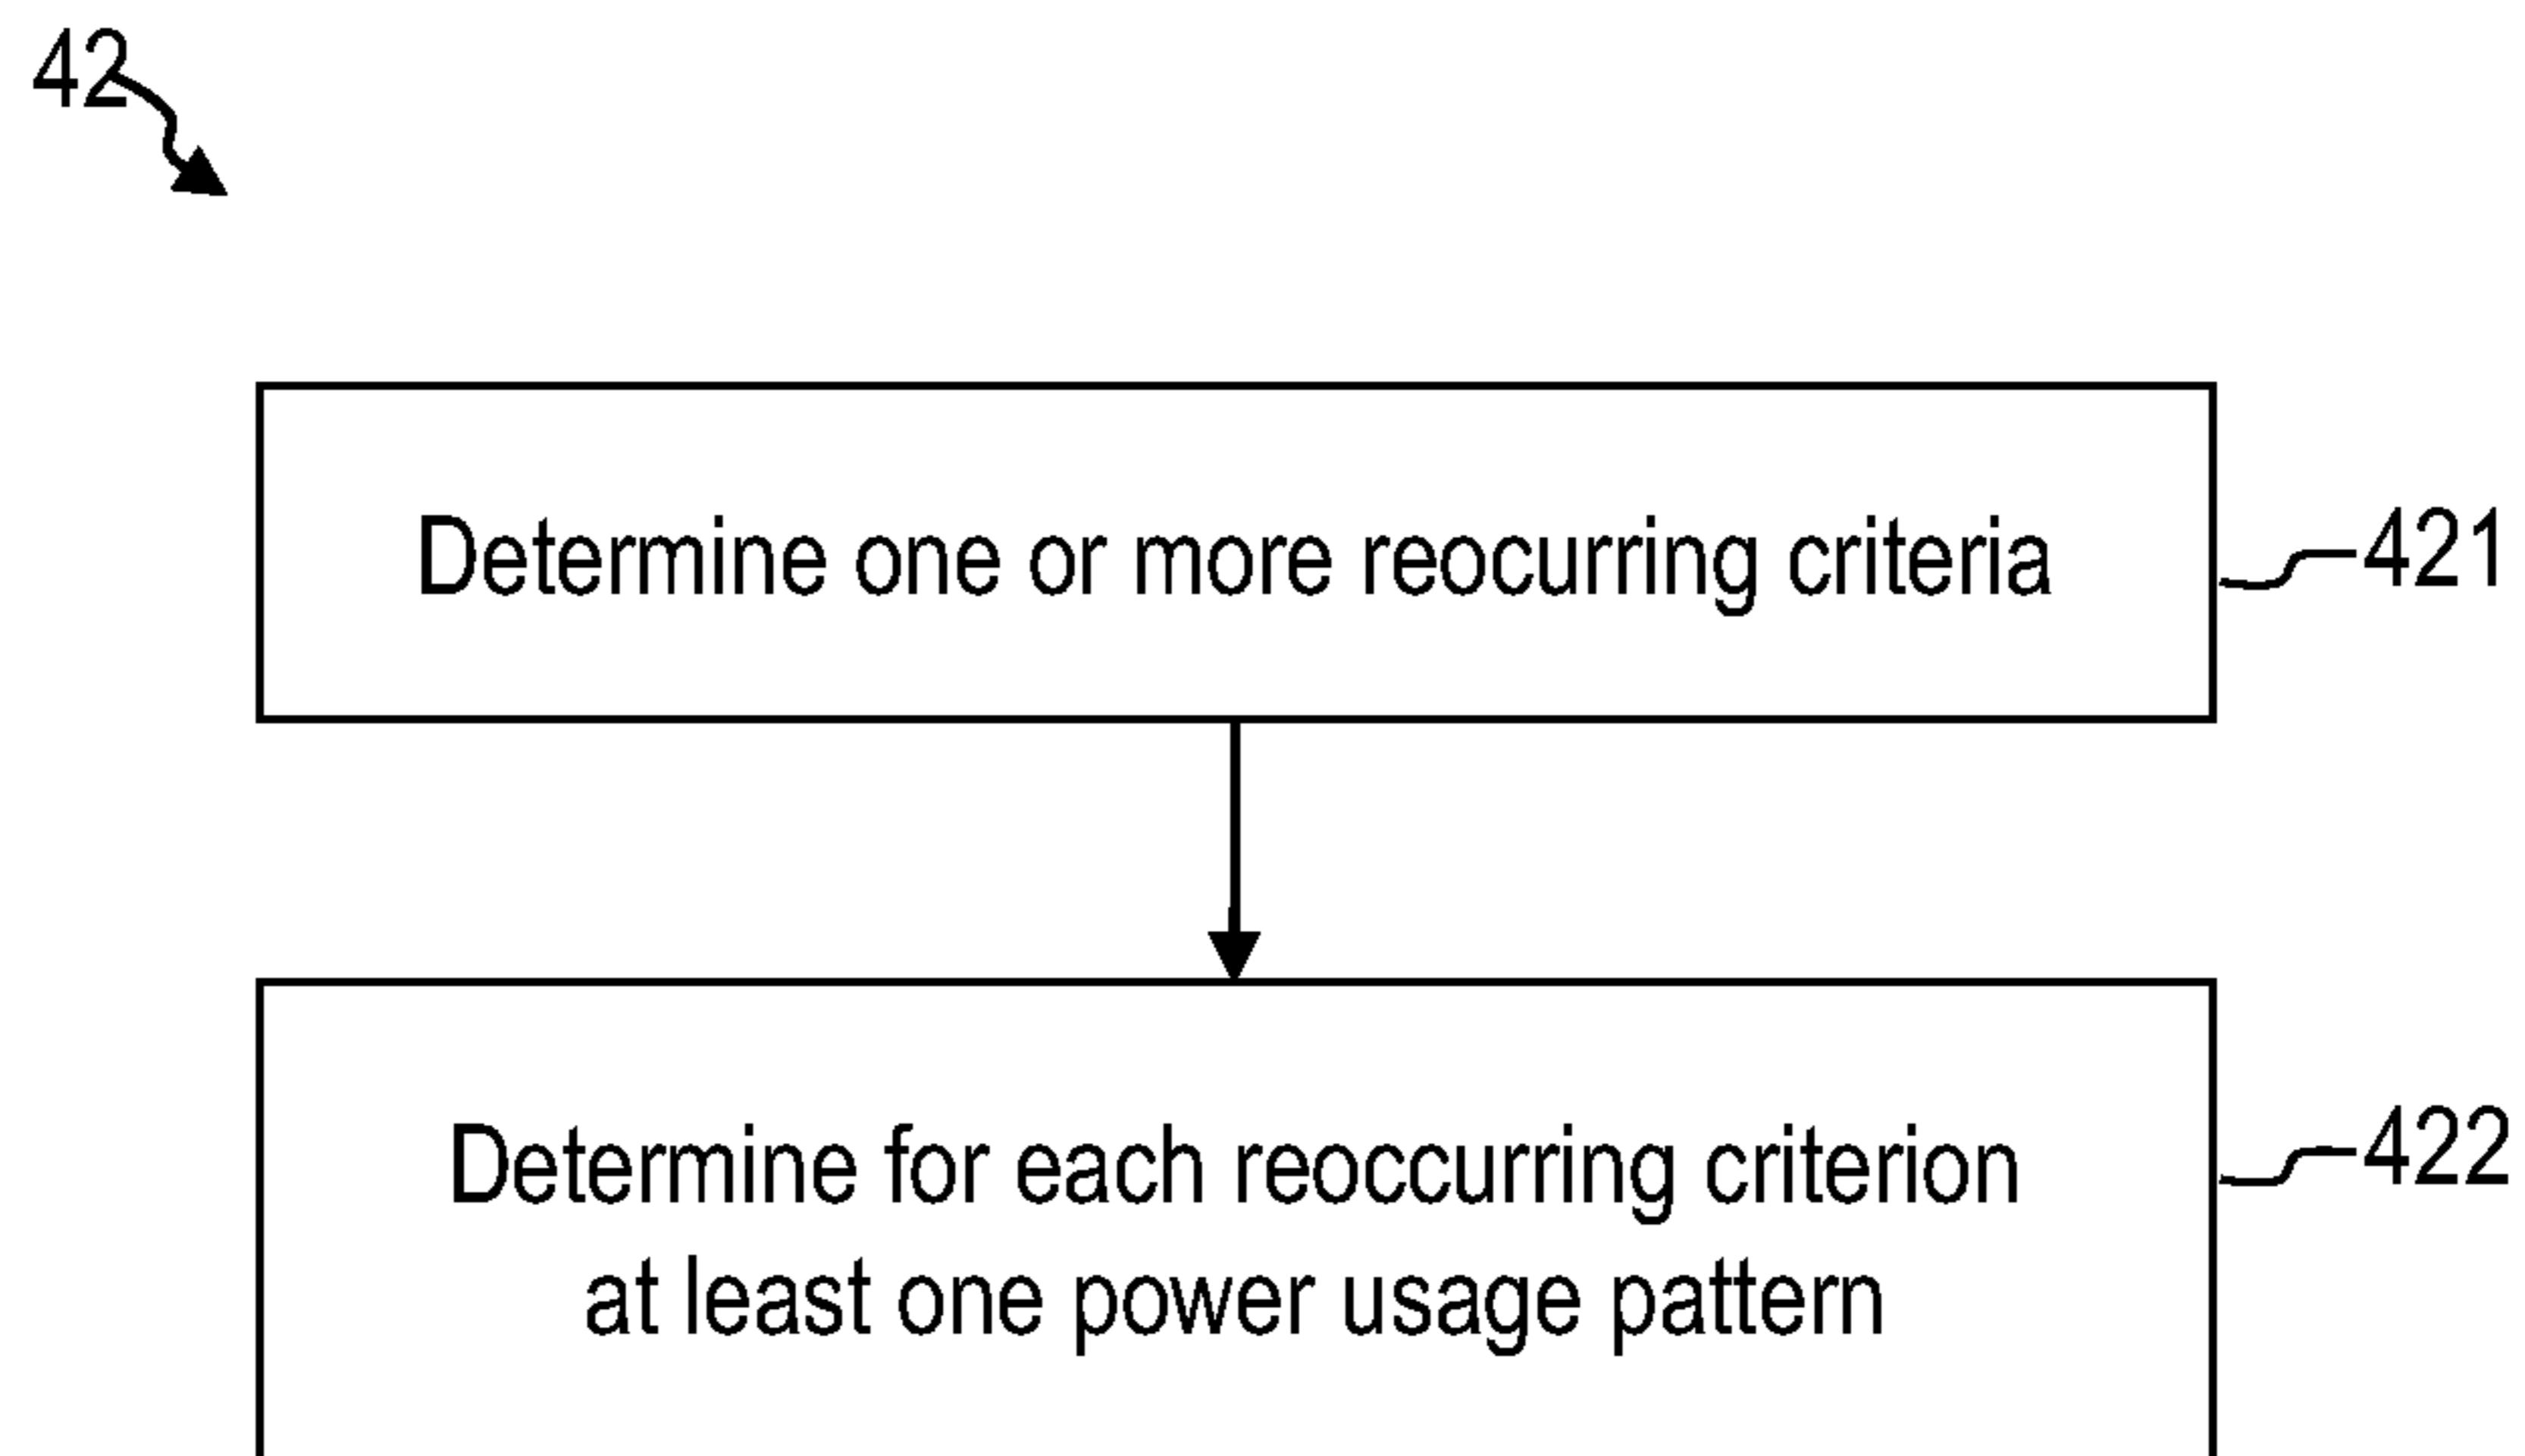 42
Determine one or more reocurring criteria
421
Determine for each reoccurring criterion
at least one power usage pattern
422